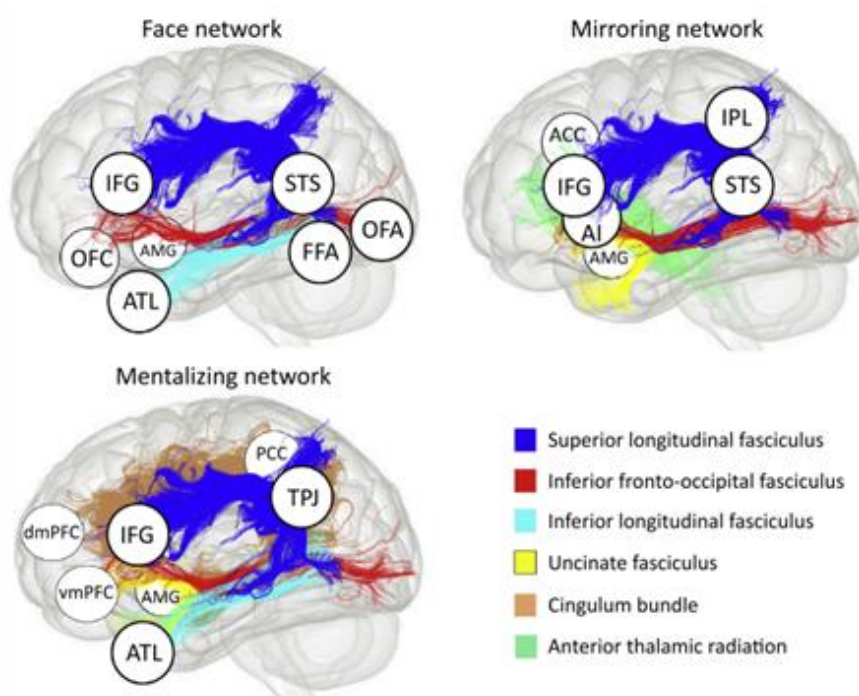 Face network
IFG
STS
OFC
AMG
FFA
OFA
ATL
Mirroring network
ACC
IPL
IFG
STS
AI
AMG
Mentalizing network
PCC
TPJ
dmPFC
IFG
vmPFC
AMG
ATL
Superior longitudinal fasciculus
Inferior fronto-occipital fasciculus
Inferior longitudinal fasciculus
Uncinate fasciculus
Cingulum bundle
Anterior thalamic radiation